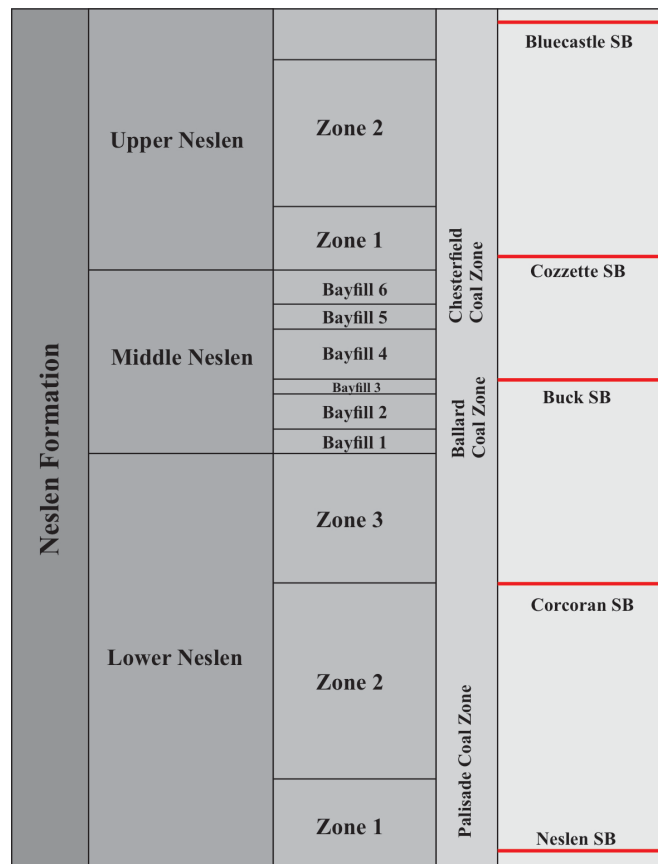 Neslen Formation
Upper Neslen
Middle Neslen
Lower Neslen
Zone 2
Zone 1
Bayfill 6
Bayfill 5
Bayfill 4
Bayfill 3
Bayfill 2
Bayfill 1
Zone 3
Zone 2
Zone 1
Chesterfield
Coal Zone
Ballard
Coal Zone
Palisade Coal Zone
Bluecastle SB
Cozzette SB
Buck SB
Corcoran SB
Neslen SB